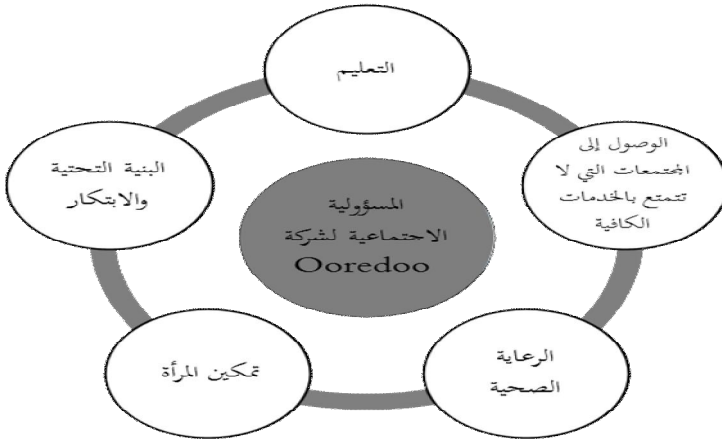 التعليم
الوصول إلى
المجتمعات التي لا
تتمتع بالخدمات
الكافية
الرعاية
الصحية
تمكين المرأة
البنية التحتية
والابتكار
المسؤولية
الاجتماعية لشركة
Ooredoo